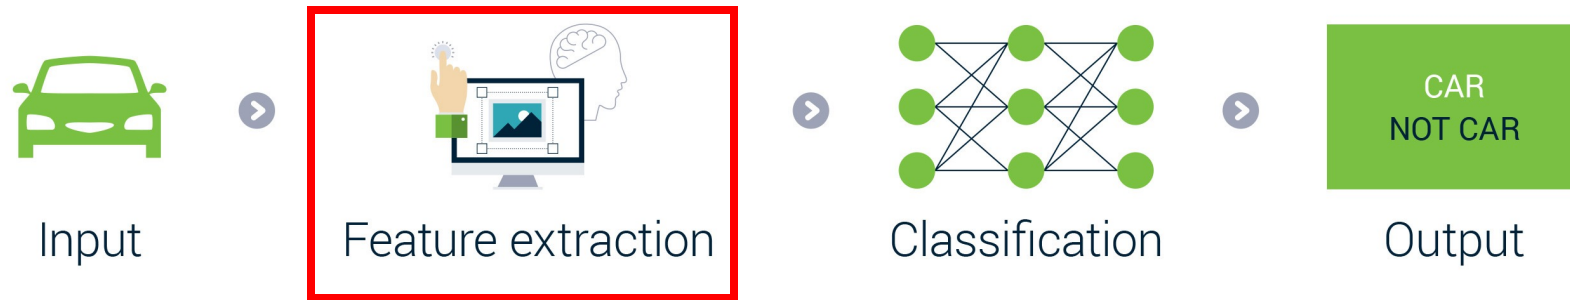 CAR
NOT CAR
Input
Feature extraction
Classification
Output